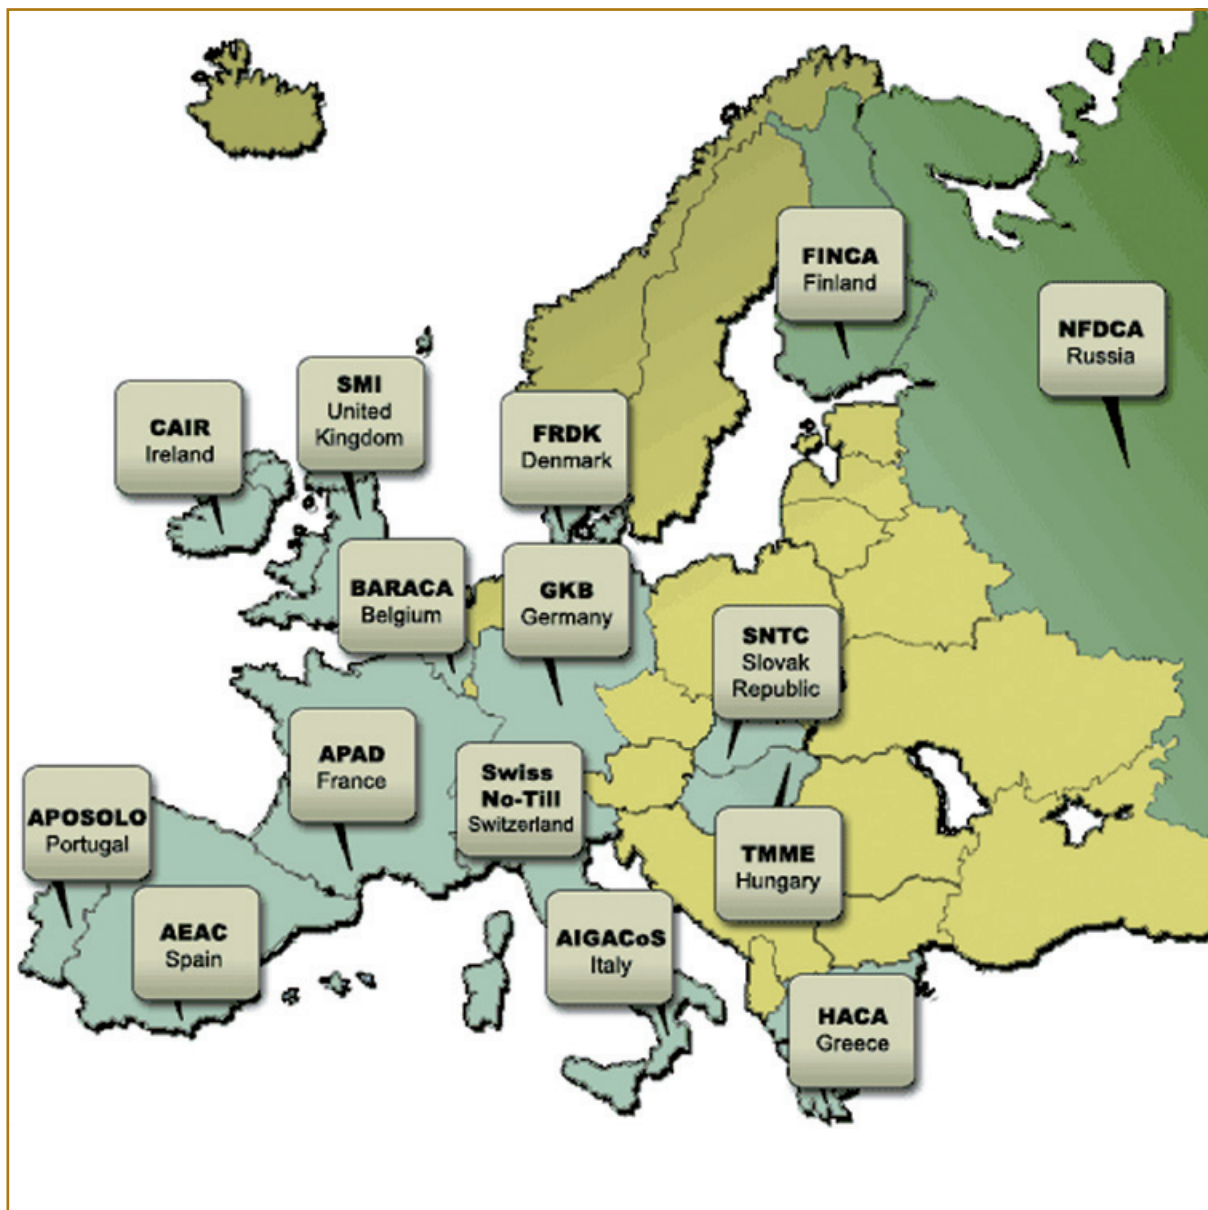 FINCA
Finland
NFDCA
Russia
SMI
United
Kingdom
CAIR
Ireland
FRDK
Denmark
BARACA
Belgium
GKB
Germany
SNTC
Slovak
Republic
APAD
France
Swiss
No-Till
Switzerland
APOSOLO
Portugal
TMME
Hungary
AEAC
Spain
AIGACoS
Italy
HACA
Greece